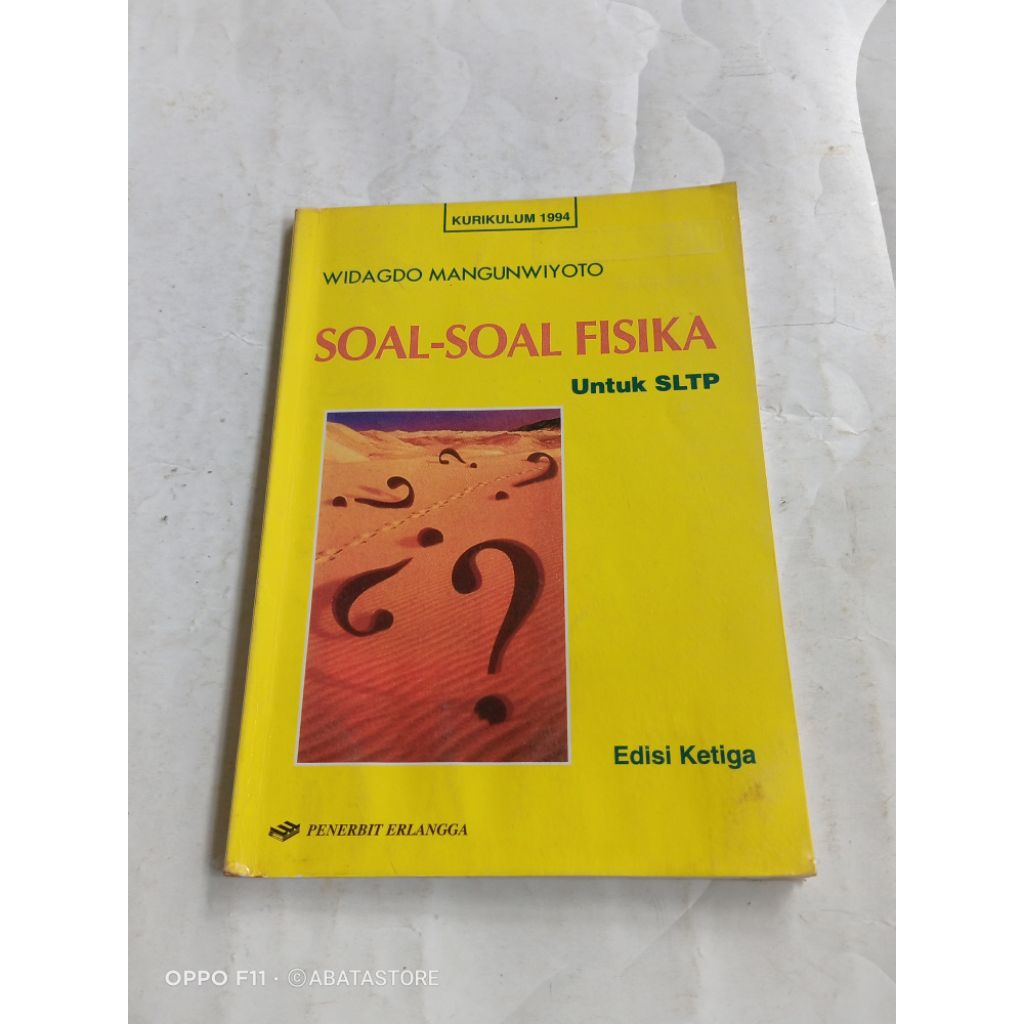 KURIKULUM 1994
WIDAGDO MANGUNWIYOTO
SOAL-SOAL FISIKA
Untuk SLTP
Edisi Ketiga
PENERBIT ERLANGGA
OPPO F11 · ©ABATASTORE